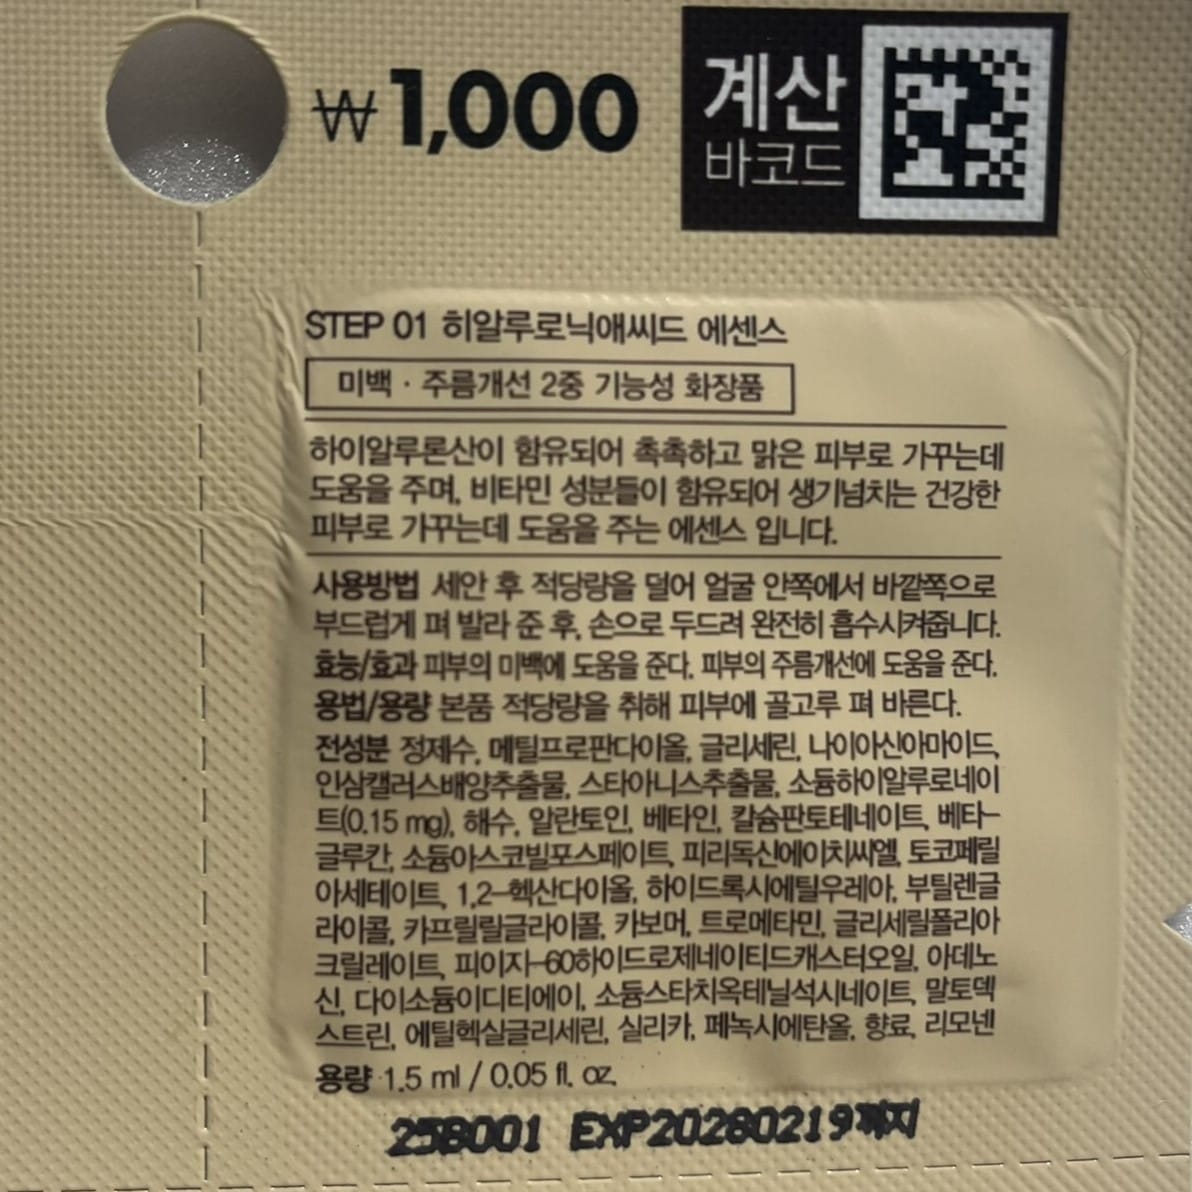 ₩1,000
계산
바코드
STEP 01 히알루로닉애씨드 에센스
미백 · 주름개선 2중 기능성 화장품
하이알루론산이 함유되어 촉촉하고 맑은 피부로 가꾸는데
도움을 주며, 비타민 성분들이 함유되어 생기넘치는 건강한
피부로 가꾸는데 도움을 주는 에센스 입니다.
사용방법 세안 후 적당량을 덜어 얼굴 안쪽에서 바깥쪽으로
부드럽게 펴 발라 준 후, 손으로 두드려 완전히 흡수시켜줍니다.
효능/효과 피부의 미백에 도움을 준다. 피부의 주름개선에 도움을 준다.
용법/용량 본품 적당량을 취해 피부에 골고루 펴 바른다.
전성분 정제수, 메틸프로판다이올, 글리세린, 나이아신아마이드,
인삼캘러스배양추출물, 스타아니스추출물, 소듐하이알루로네이
트(0.15 mg), 해수, 알란토인, 베타인, 칼슘판토테네이트, 베타-
글루칸, 소듐아스코빌포스페이트, 피리독신에이치씨엘, 토코페릴
아세테이트, 1,2-헥산다이올, 하이드록시에틸우레아, 부틸렌글
라이콜, 카프릴릴글라이콜, 카보머, 트로메타민, 글리세릴폴리아
크릴레이트, 피이지-60하이드로제네이티드캐스터오일, 아데노
신, 다이소듐이디티에이, 소듐스타치옥테닐석시네이트, 말토덱
스트린, 에틸헥실글리세린, 실리카, 페녹시에탄올, 향료, 리모넨
용량 1.5 ml / 0.05 fl. oz.
25B001 EXP20280219까지